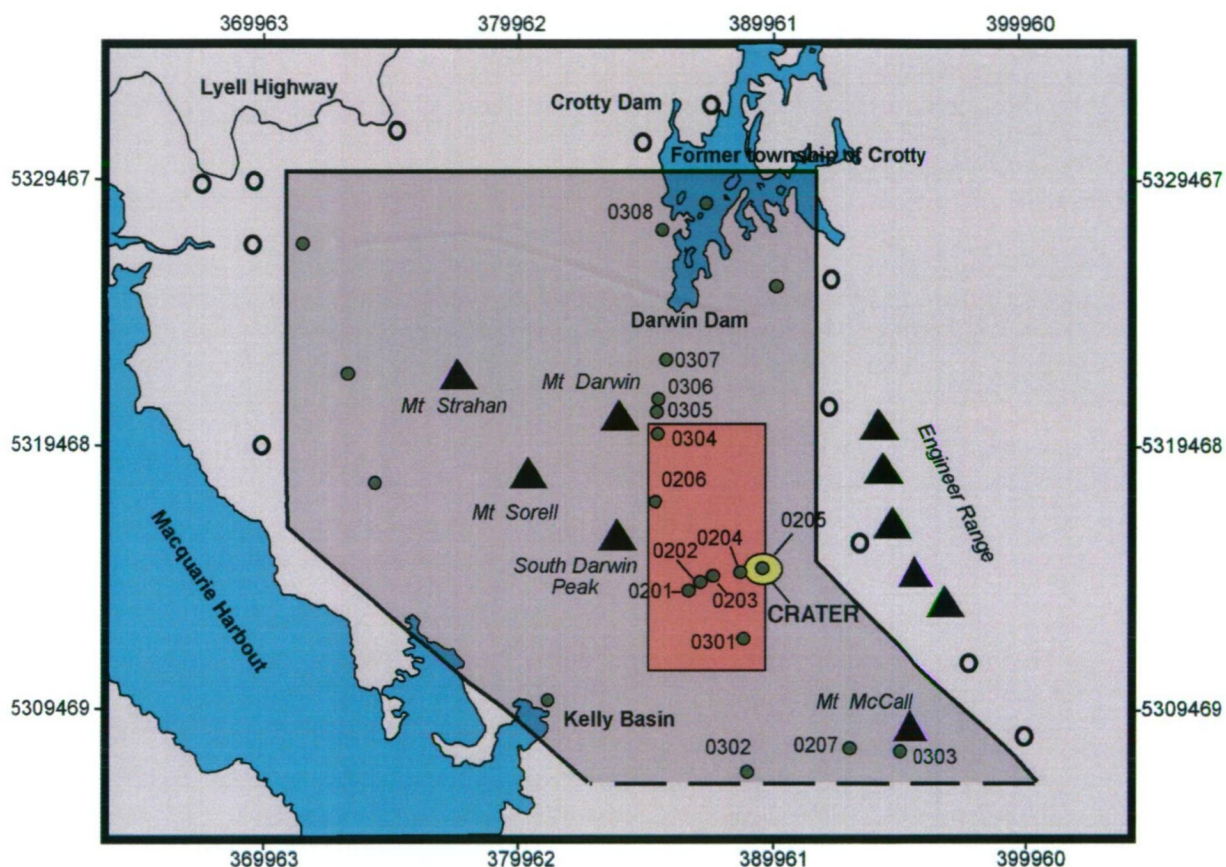 369963 379962 389961 399960
Lyell Highway
Crotty Dam
Former township of Crotty
5329467 5329467
0308
Darwin Dam
0307
Mt Darwin
0306
Mt Strahan
0305
0304
5319468 5319468
Engineer Range
0206
Mt Sorell
0205
0204
0202
South Darwin
Peak
Macquarie Harbout
0201
0203
CRATER
0301
Mt McCall
5309469 5309469
Kelly Basin
0302
0207
0303
369963 379962 389961 399960